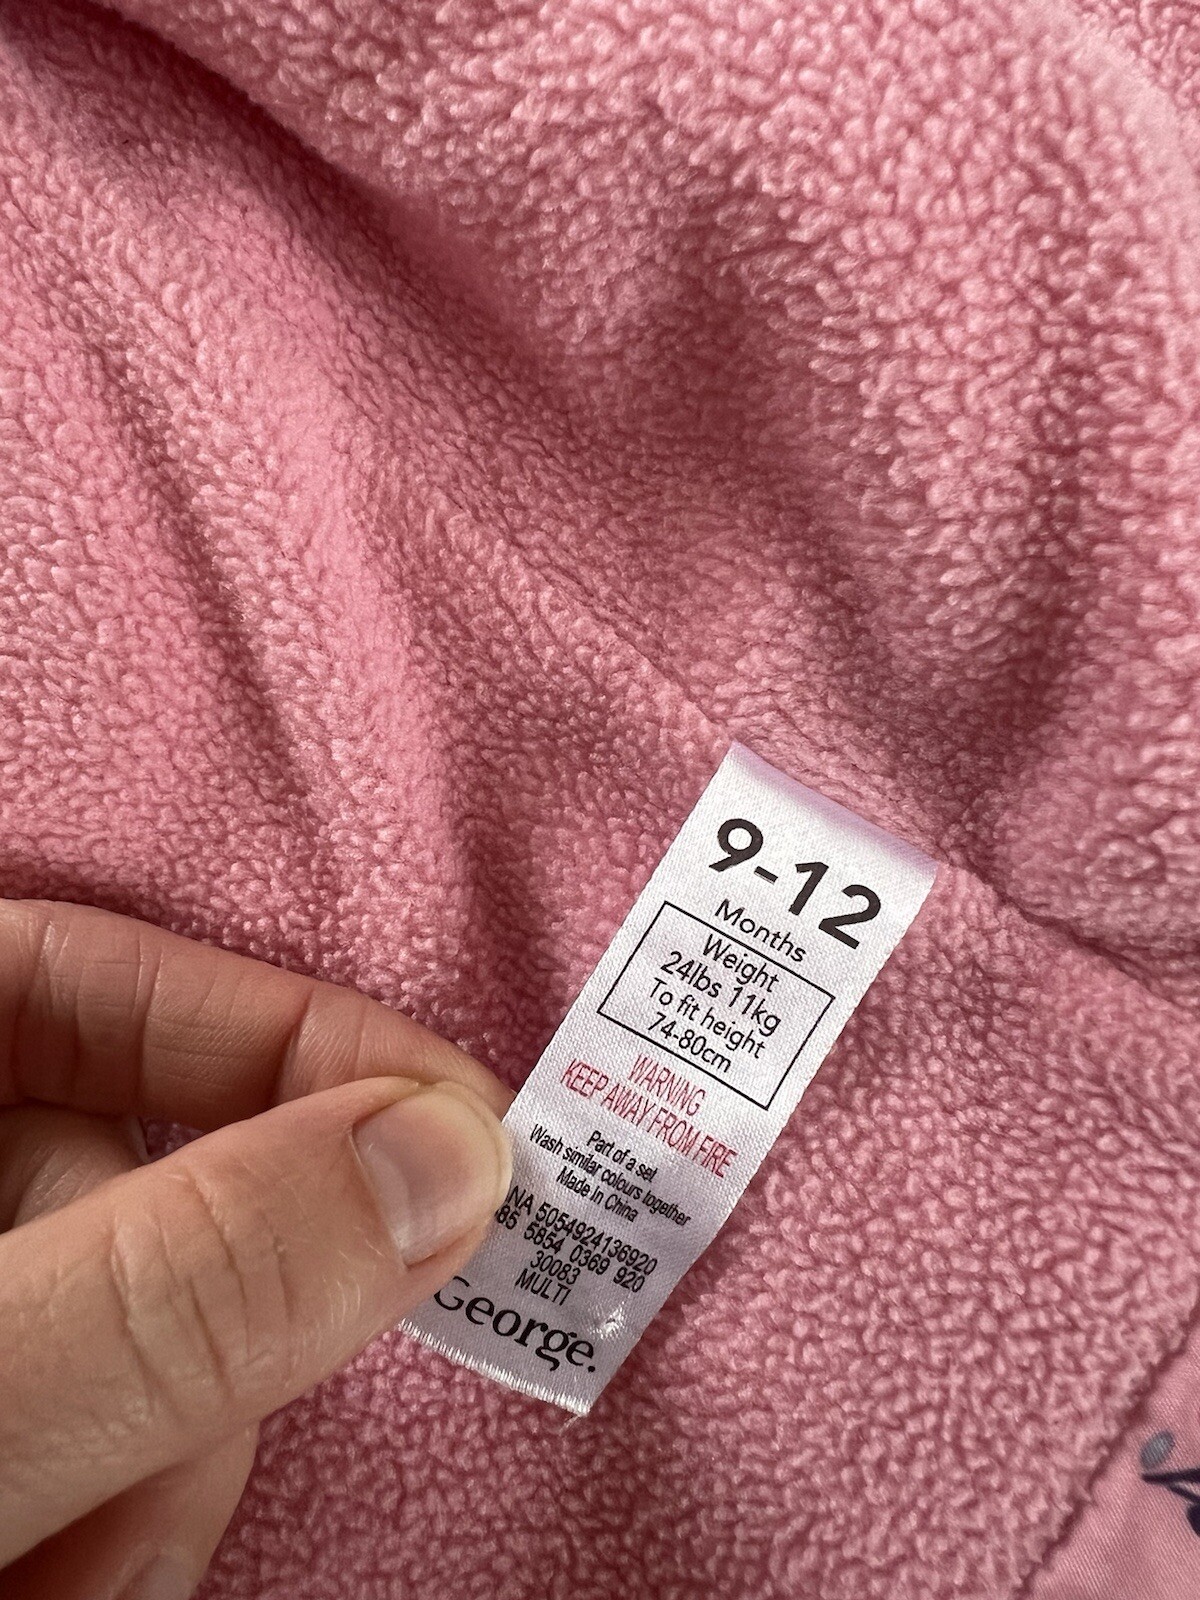 9-12
Months
Weight
24lbs 11kg
To fit height
74-80cm
WARNING
KEEP AWAY FROM FIRE
Part of a set
Wash similar colours together
Made In China
NA 5054924136920
5854 0369 920
30083
MULTI
George.